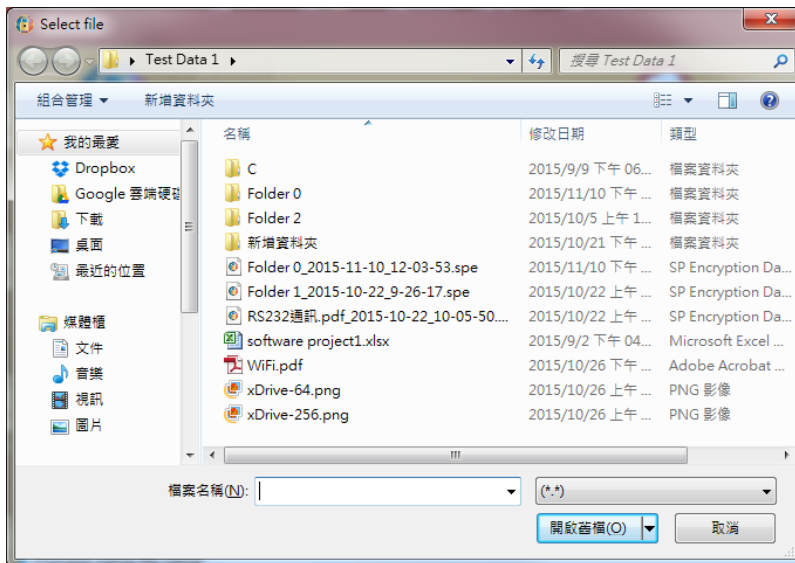 Select file
Test Data 1
搜尋 Test Data 1
組合管理 新增資料夾
我的最愛
Dropbox
Google 雲端硬碟
下載
桌面
最近的位置
媒體櫃
文件
音樂
視訊
圖片
名稱 修改日期 類型
C 2015/9/9 下午 06... 檔案資料夾
Folder 0 2015/11/10 下午 ... 檔案資料夾
Folder 2 2015/10/5 上午 1... 檔案資料夾
新增資料夾 2015/10/21 下午 ... 檔案資料夾
Folder 0_2015-11-10_12-03-53.spe 2015/11/10 下午 ... SP Encryption Da...
Folder 1_2015-10-22_9-26-17.spe 2015/10/22 上午 ... SP Encryption Da...
RS232通訊.pdf_2015-10-22_10-05-50.... 2015/10/22 上午 ... SP Encryption Da...
software project1.xlsx 2015/9/2 下午 04... Microsoft Excel ...
WiFi.pdf 2015/10/26 下午 ... Adobe Acrobat ...
xDrive-64.png 2015/10/26 上午 ... PNG 影像
xDrive-256.png 2015/10/26 上午 ... PNG 影像
檔案名稱(N): (*.*)
開啟舊檔(O) 取消